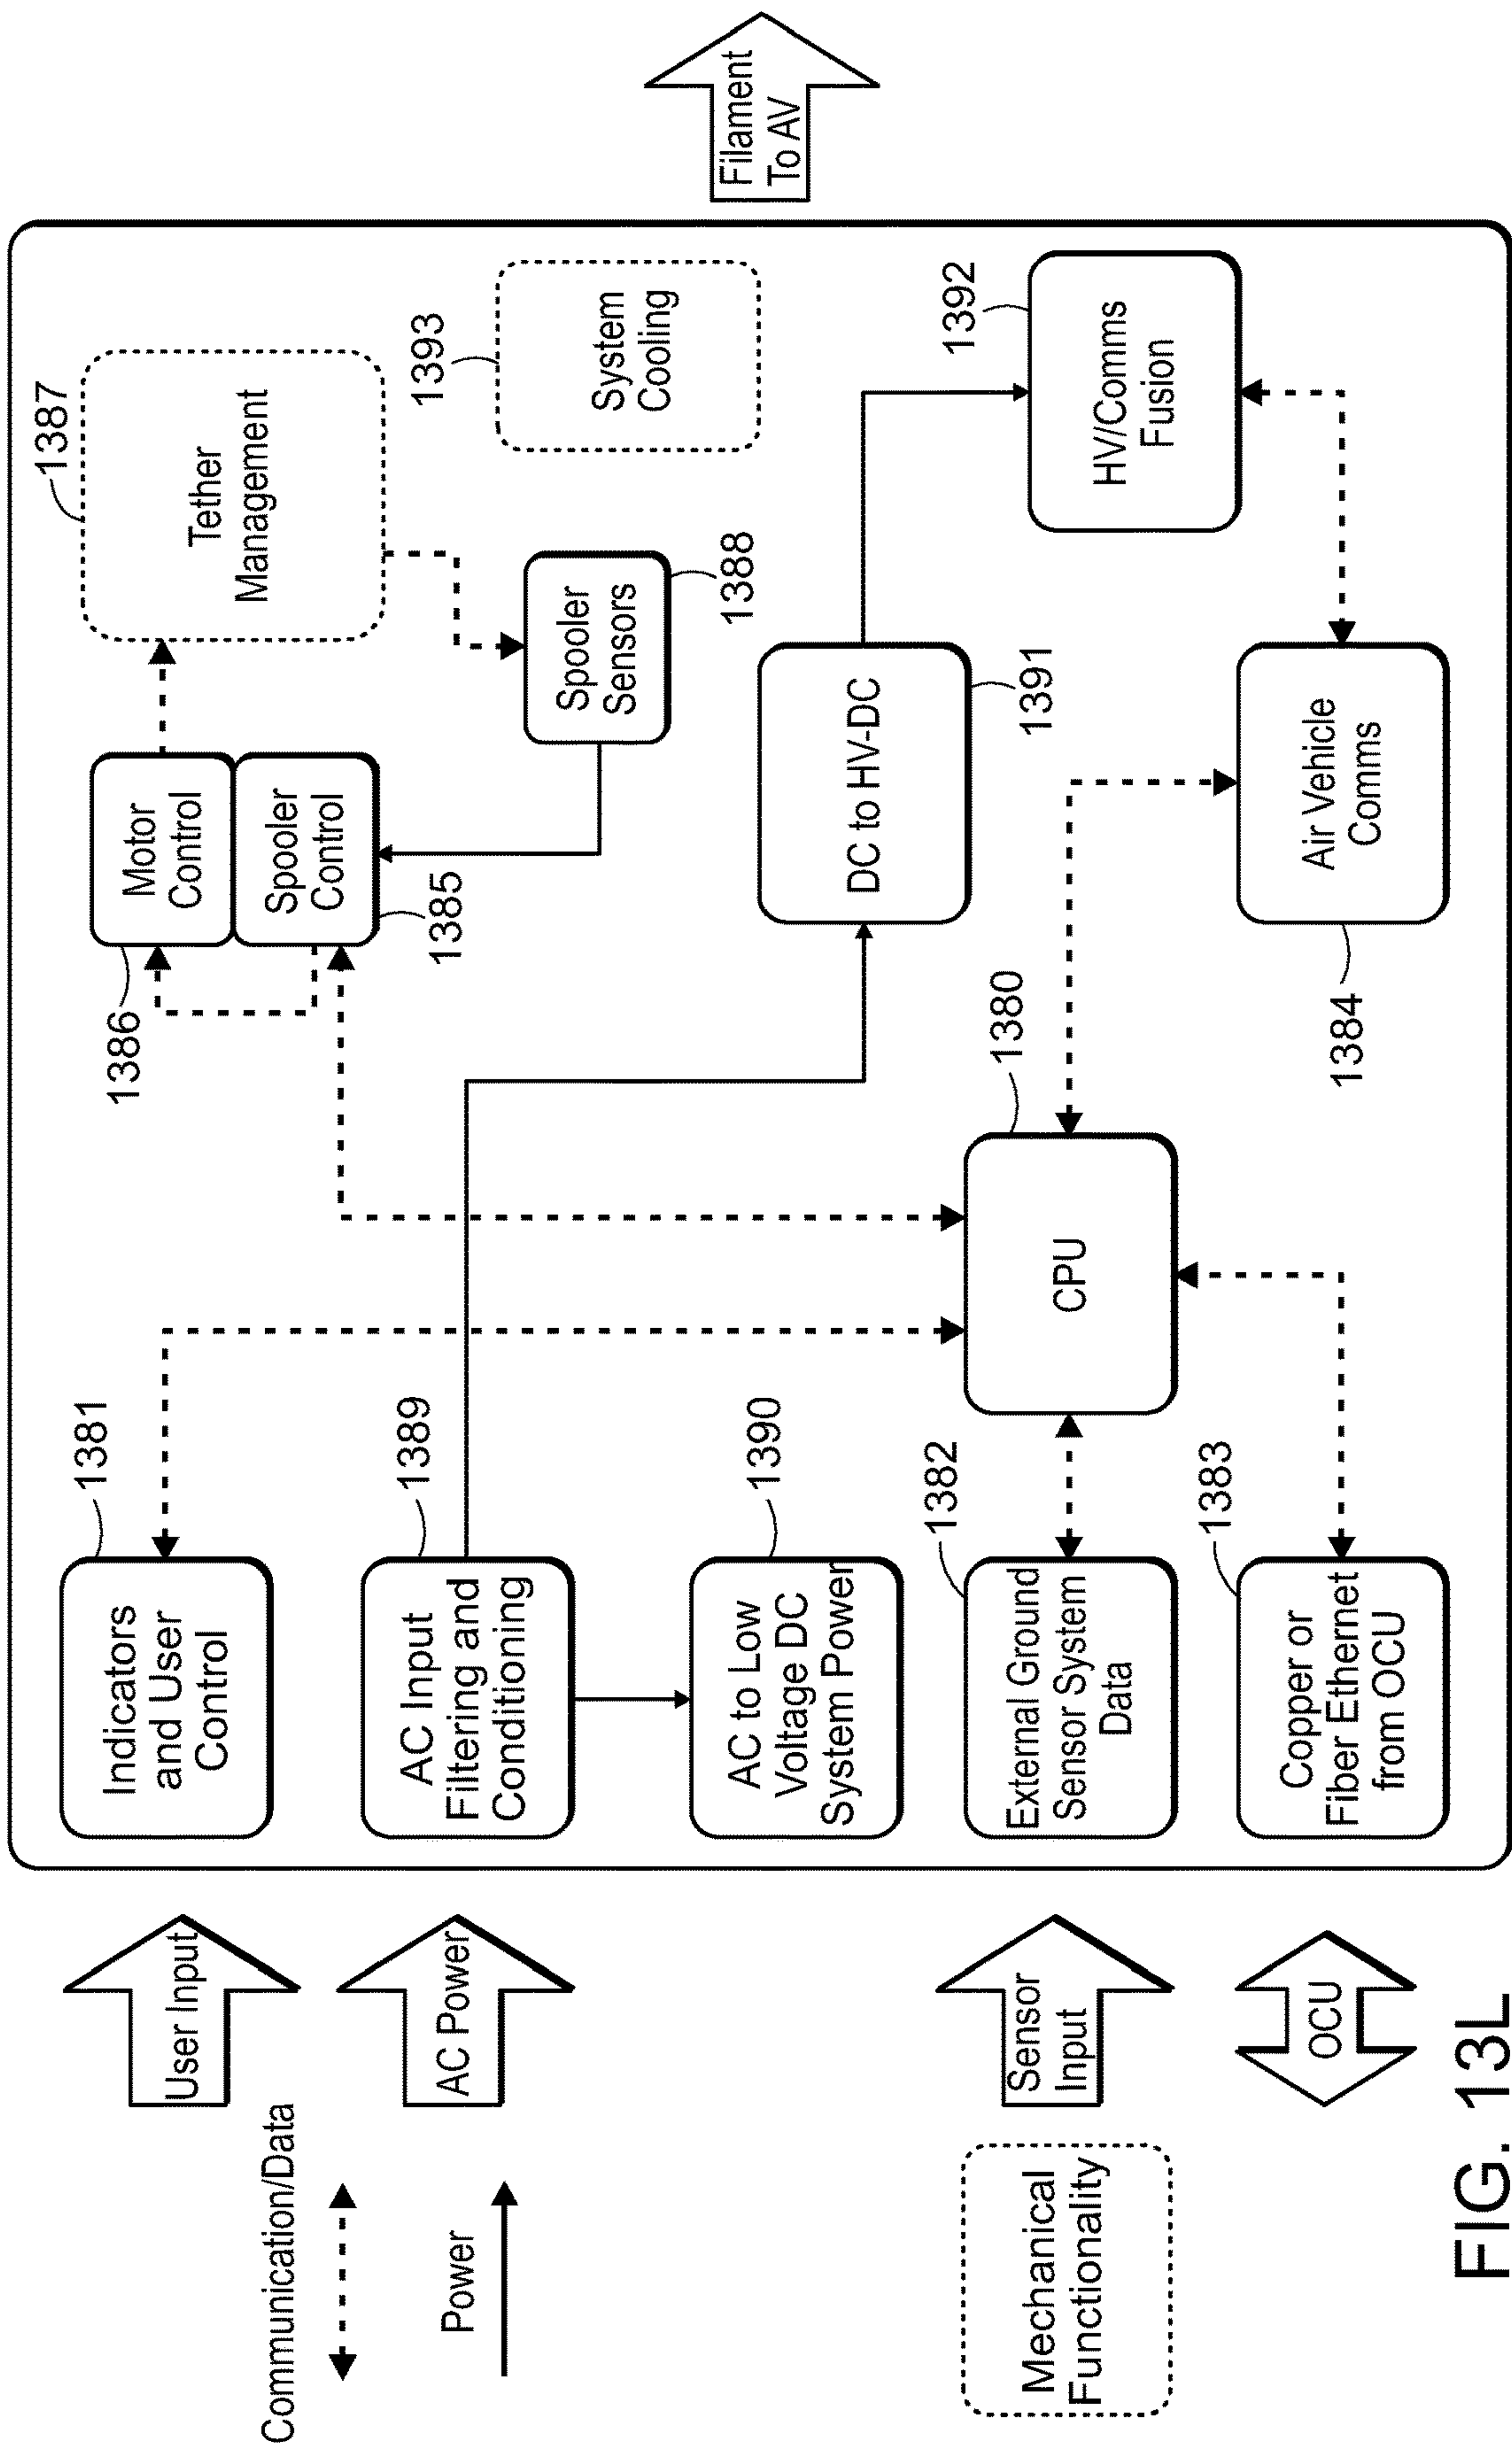 User Input
Communication/Data
AC Power
Power
Sensor
Input
Mechanical
Functionality
OCU
FIG. 13L
1381
Indicators
and User
Control
1389
AC Input
Filtering and
Conditioning
1390
AC to Low
Voltage DC
System Power
1382
External Ground
Sensor System
Data
1383
Copper or
Fiber Ethernet
from OCU
1386
Motor
Control
Spooler
Control
1385
1380
CPU
1384
Air Vehicle
Comms
1387
Tether
Management
Spooler
Sensors
1388
DC to HV-DC
1391
1393
System
Cooling
1392
HV/Comms
Fusion
Filament
To AV